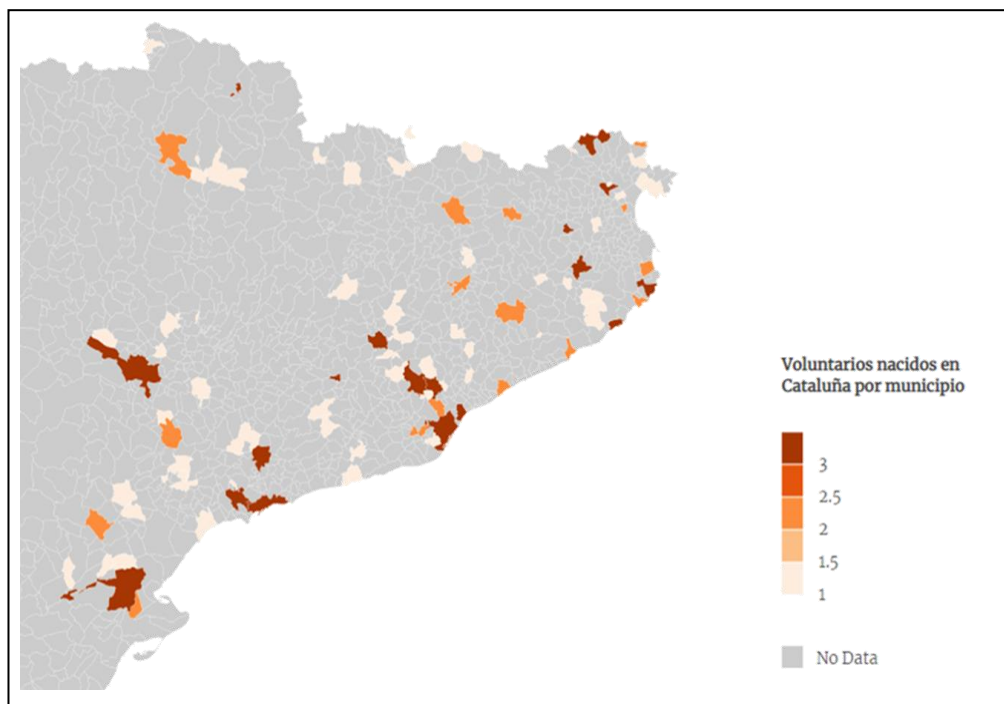 Voluntarios nacidos en
Cataluña por municipio
3
2.5
2
1.5
1
No Data